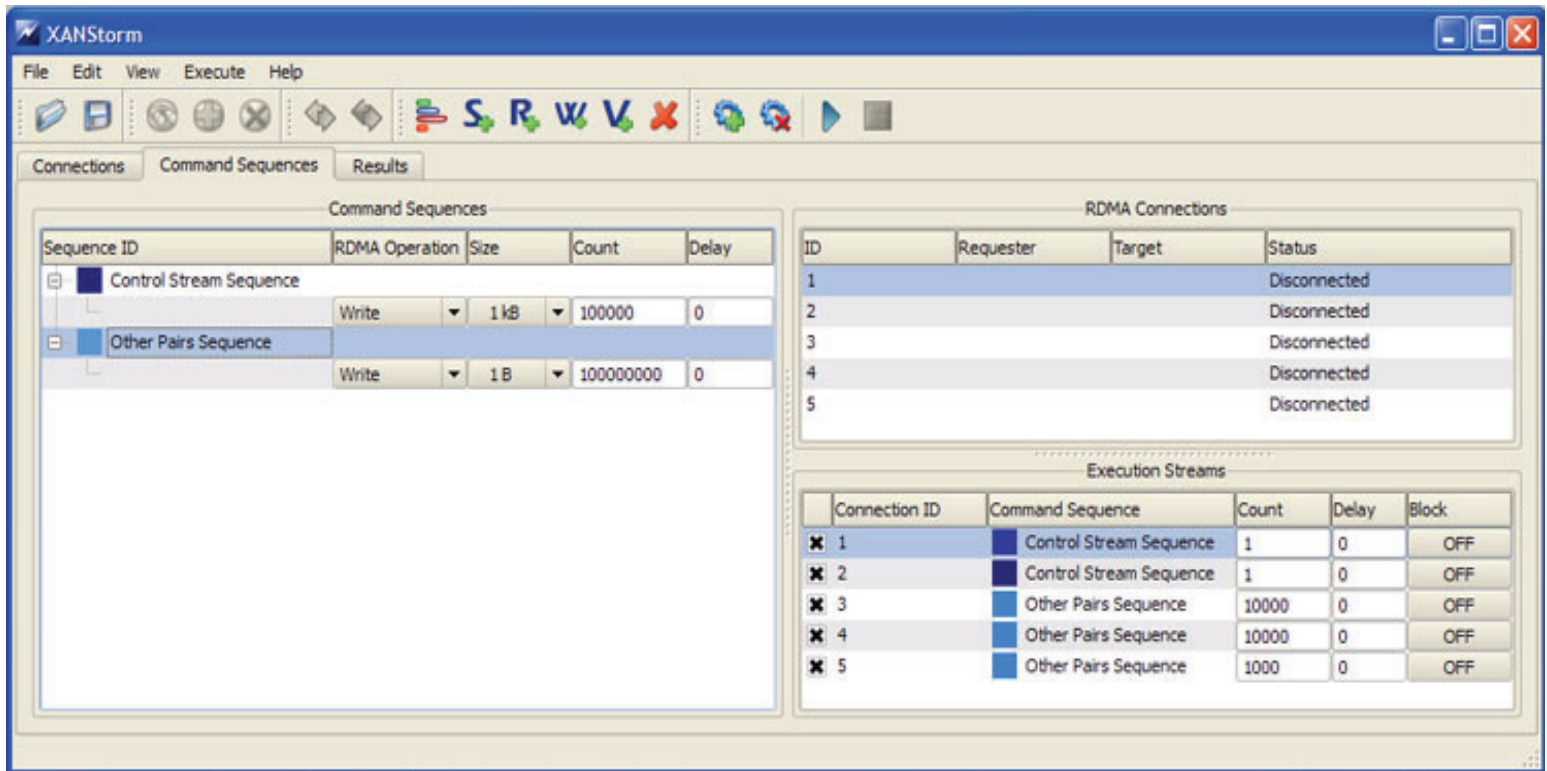 XANStorm
File Edit View Execute Help
S R W V
Connections Command Sequences Results
Command Sequences
Sequence ID RDMA Operation Size Count Delay
Control Stream Sequence
Write 1 kB 100000 0
Other Pairs Sequence
Write 1 B 100000000 0
RDMA Connections
ID Requester Target Status
1 Disconnected
2 Disconnected
3 Disconnected
4 Disconnected
5 Disconnected
Execution Streams
Connection ID Command Sequence Count Delay Block
1 Control Stream Sequence 1 0 OFF
2 Control Stream Sequence 1 0 OFF
3 Other Pairs Sequence 10000 0 OFF
4 Other Pairs Sequence 10000 0 OFF
5 Other Pairs Sequence 1000 0 OFF